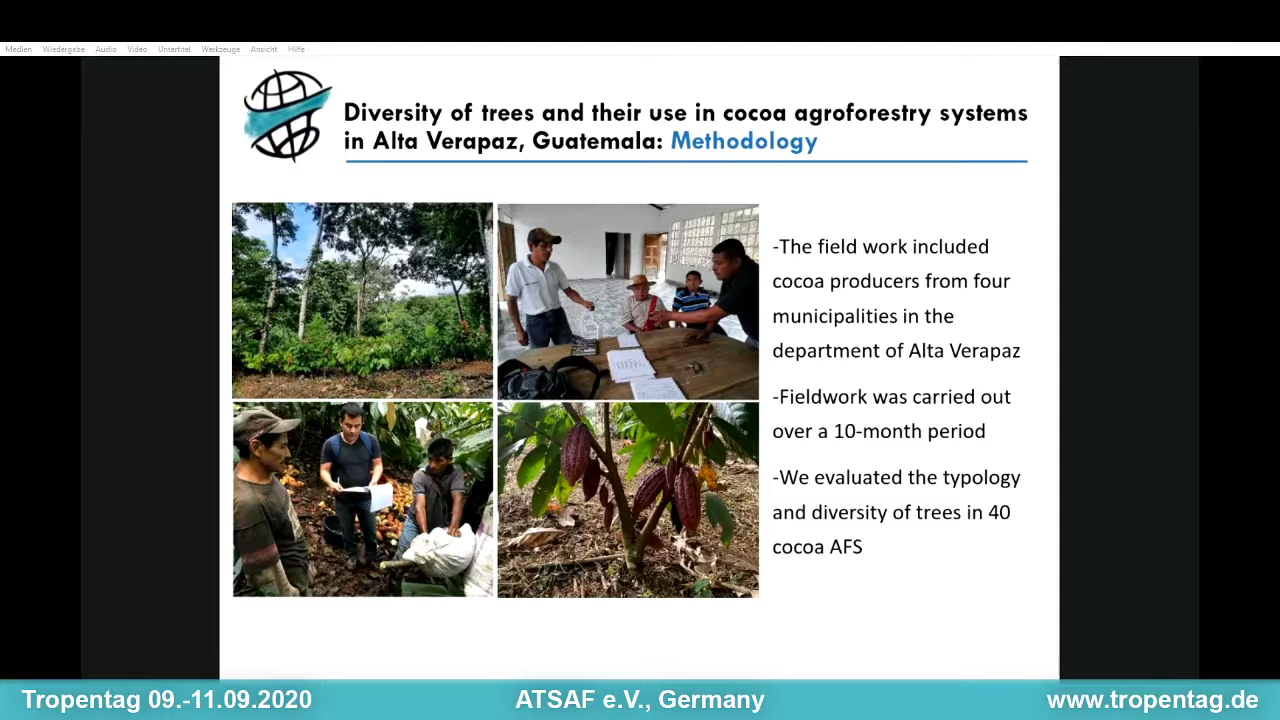 Medien Wiedergabe Audio Video Untertitel Werkzeuge Ansicht Hilfe
Diversity of trees and their use in cocoa agroforestry systems
in Alta Verapaz, Guatemala: Methodology
-The field work included
cocoa producers from four
municipalities in the
department of Alta Verapaz
-Fieldwork was carried out
over a 10-month period
-We evaluated the typology
and diversity of trees in 40
cocoa AFS
Tropentag 09.-11.09.2020 ATSAF e.V., Germany www.tropentag.de